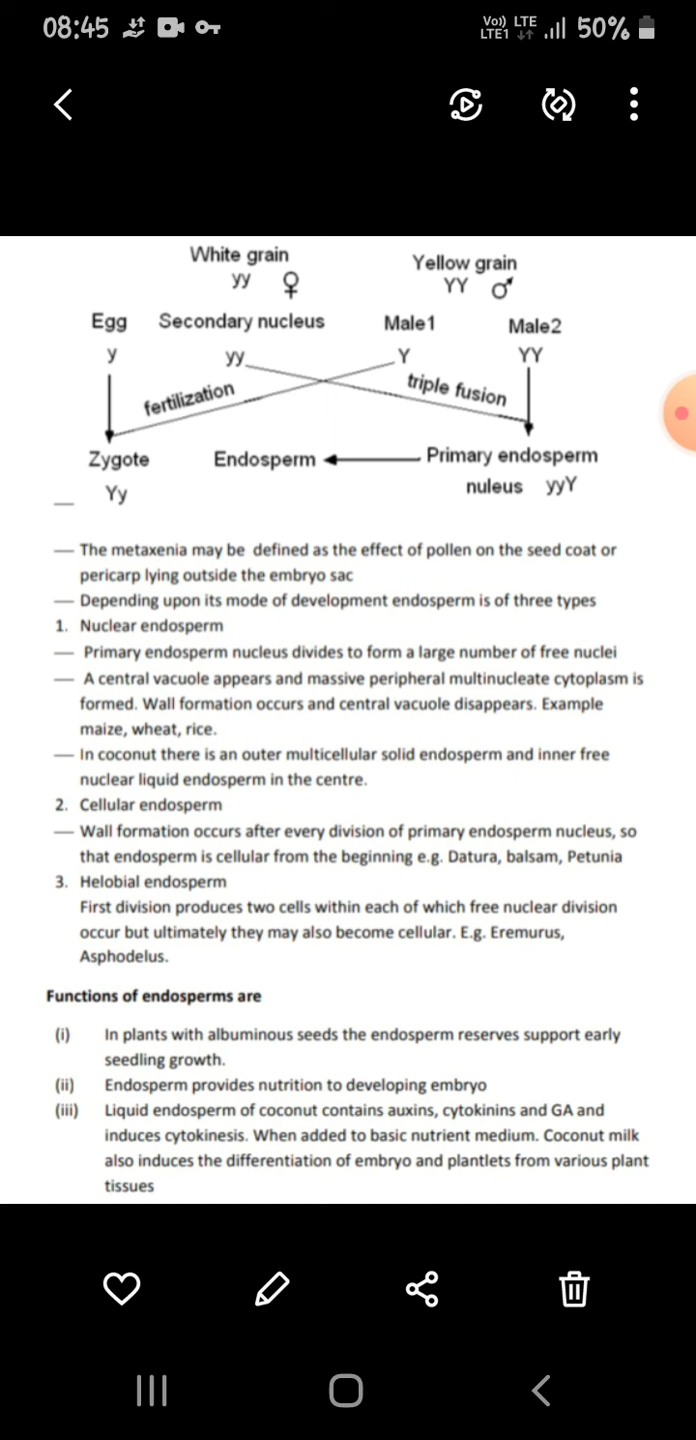 08:45
Vo)) LTE
LTE1
50%
White grain
yy ♀
Yellow grain
YY ♂
Egg Secondary nucleus Male1 Male2
y yy Y YY
fertilization
triple fusion
Zygote Endosperm Primary endosperm
Yy nuleus yyY
— The metaxenia may be defined as the effect of pollen on the seed coat or
pericarp lying outside the embryo sac
— Depending upon its mode of development endosperm is of three types
1. Nuclear endosperm
— Primary endosperm nucleus divides to form a large number of free nuclei
— A central vacuole appears and massive peripheral multinucleate cytoplasm is
formed. Wall formation occurs and central vacuole disappears. Example
maize, wheat, rice.
— In coconut there is an outer multicellular solid endosperm and inner free
nuclear liquid endosperm in the centre.
2. Cellular endosperm
— Wall formation occurs after every division of primary endosperm nucleus, so
that endosperm is cellular from the beginning e.g. Datura, balsam, Petunia
3. Helobial endosperm
First division produces two cells within each of which free nuclear division
occur but ultimately they may also become cellular. E.g. Eremurus,
Asphodelus.
Functions of endosperms are
(i) In plants with albuminous seeds the endosperm reserves support early
seedling growth.
(ii) Endosperm provides nutrition to developing embryo
(iii) Liquid endosperm of coconut contains auxins, cytokinins and GA and
induces cytokinesis. When added to basic nutrient medium. Coconut milk
also induces the differentiation of embryo and plantlets from various plant
tissues